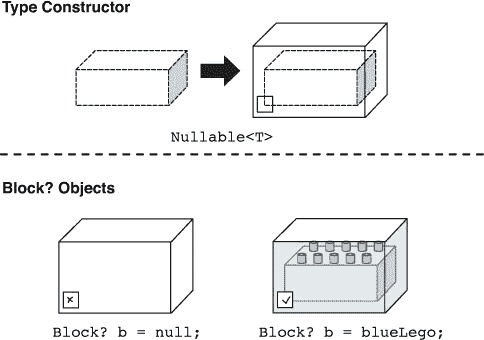 Type Constructor
Nullable<T>
Block? Objects
Block? b = null;
Block? b = blueLego;